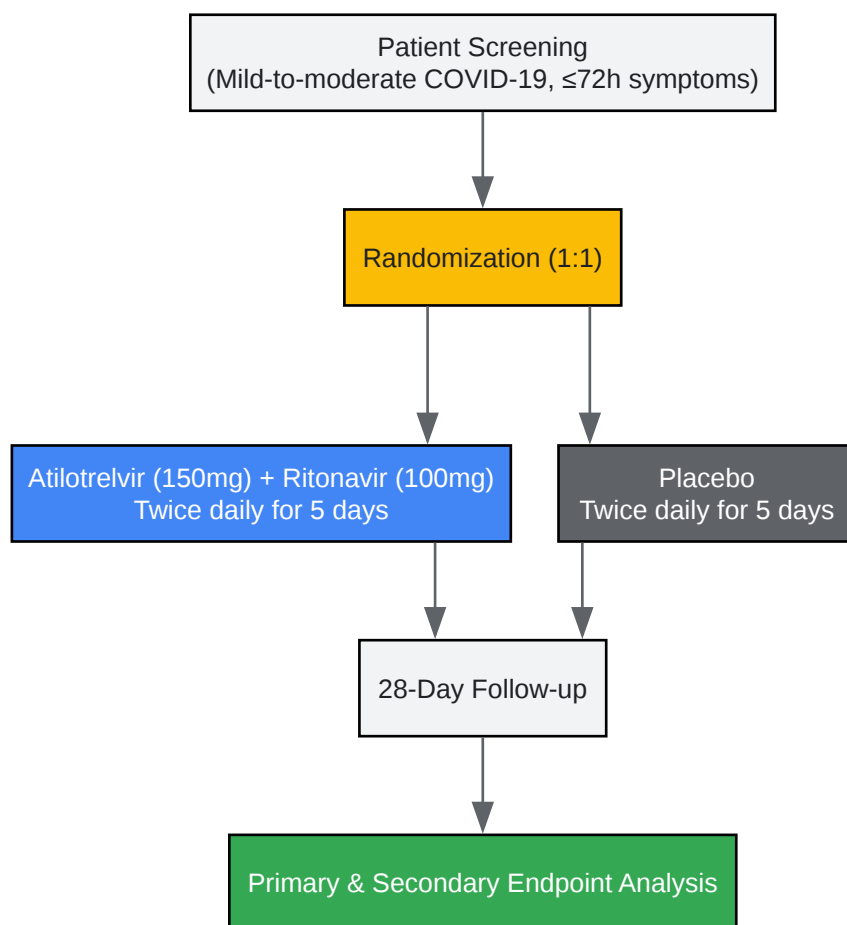 Patient Screening
(Mild-to-moderate COVID-19, ≤72h symptoms)
Randomization (1:1)
Atilotrelvir (150mg) + Ritonavir (100mg)
Twice daily for 5 days
Placebo
Twice daily for 5 days
28-Day Follow-up
Primary & Secondary Endpoint Analysis